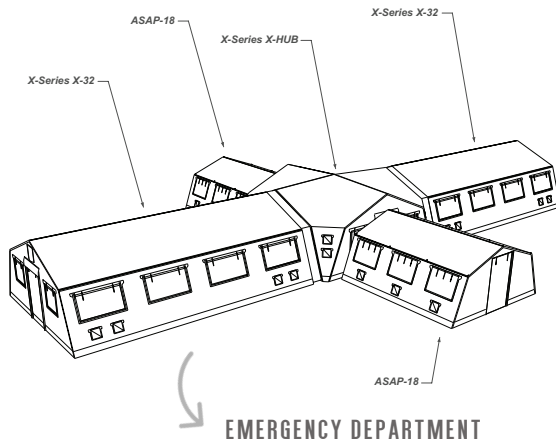 X-Series X-32
ASAP-18
X-Series X-HUB
X-Series X-32
ASAP-18
EMERGENCY DEPARTMENT